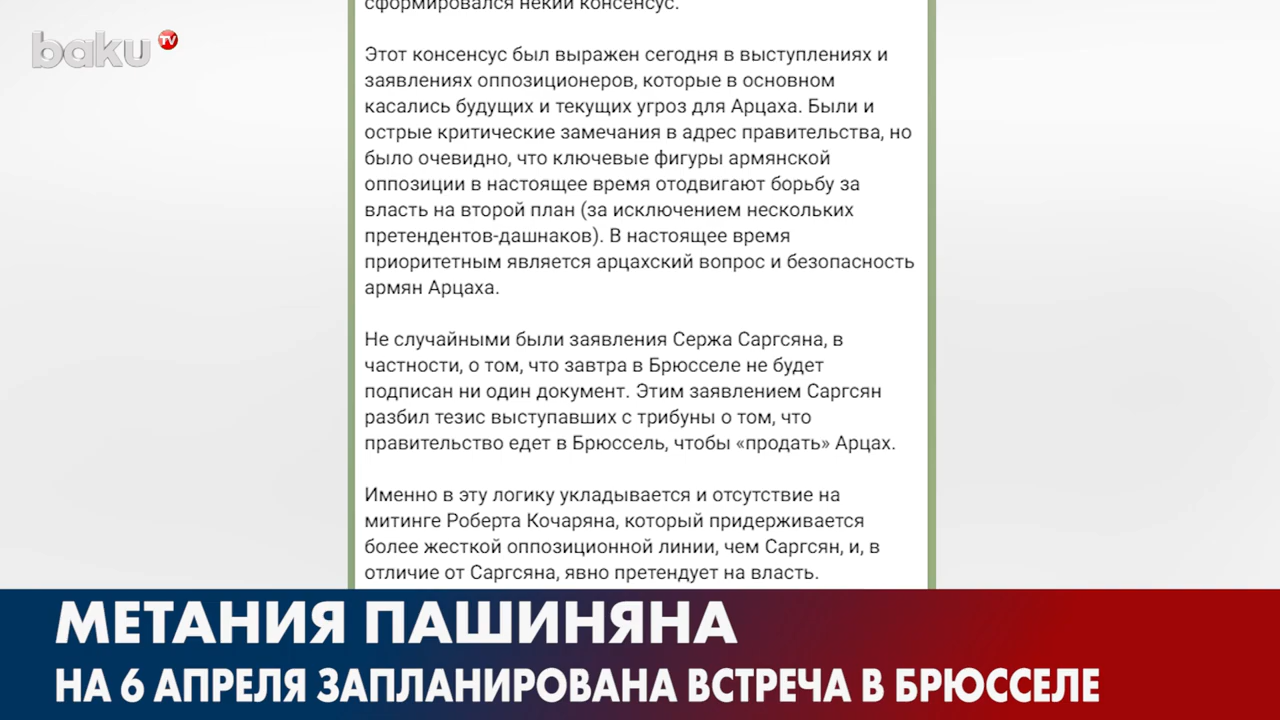 сформировался некий консенсус.
baku TV
Этот консенсус был выражен сегодня в выступлениях и
заявлениях оппозиционеров, которые в основном
касались будущих и текущих угроз для Арцаха. Были и
острые критические замечания в адрес правительства, но
было очевидно, что ключевые фигуры армянской
оппозиции в настоящее время отодвигают борьбу за
власть на второй план (за исключением нескольких
претендентов-дашнаков). В настоящее время
приоритетным является арцахский вопрос и безопасность
армян Арцаха.
Не случайными были заявления Сержа Саргсяна, в
частности, о том, что завтра в Брюсселе не будет
подписан ни один документ. Этим заявлением Саргсян
разбил тезис выступавших с трибуны о том, что
правительство едет в Брюссель, чтобы «продать» Арцах.
Именно в эту логику укладывается и отсутствие на
митинге Роберта Кочаряна, который придерживается
более жесткой оппозиционной линии, чем Саргсян, и, в
отличие от Саргсяна, явно претендует на власть.
МЕТАНИЯ ПАШИНЯНА
НА 6 АПРЕЛЯ ЗАПЛАНИРОВАНА ВСТРЕЧА В БРЮССЕЛЕ